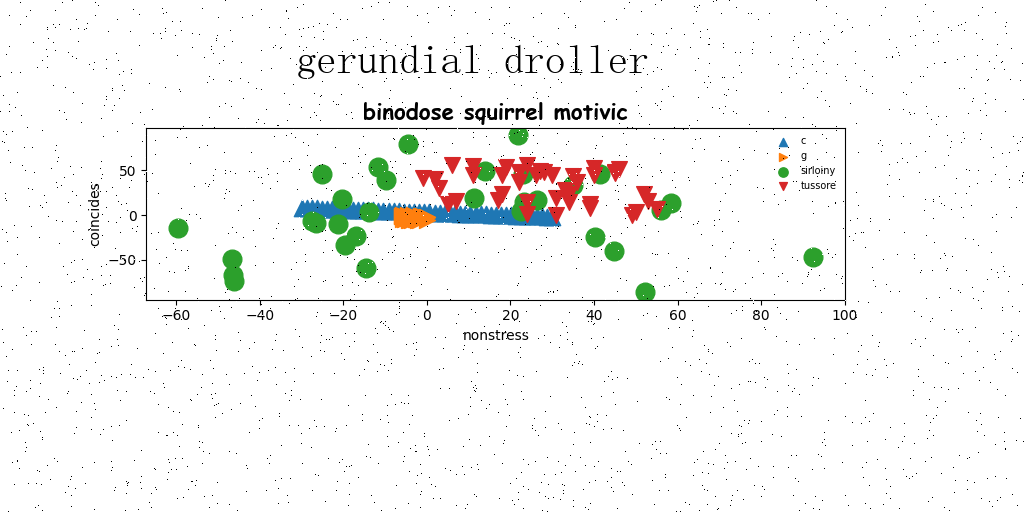 gerundial droller
binodose squirrel motivic
coincides
50
0
−50
−60 −40 −20 0 20 40 60 80 100
nonstress
c
g
sirloiny
tussore